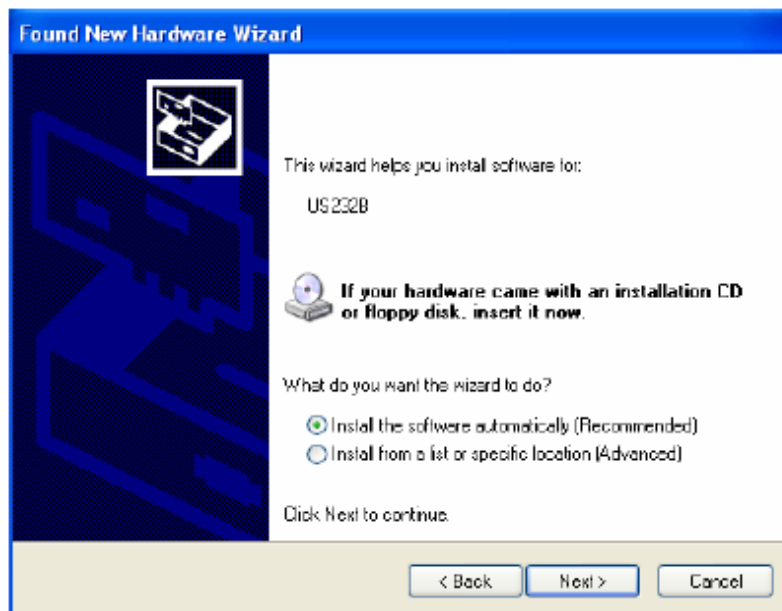 Found New Hardware Wizard
This wizard helps you install software for:
US232B
If your hardware came with an installation CD
or floppy disk, insert it now.
What do you want the wizard to do?
Install the software automatically (Recommended)
Install from a list or specific location (Advanced)
Click Next to continue.
< Back
Next >
Cancel